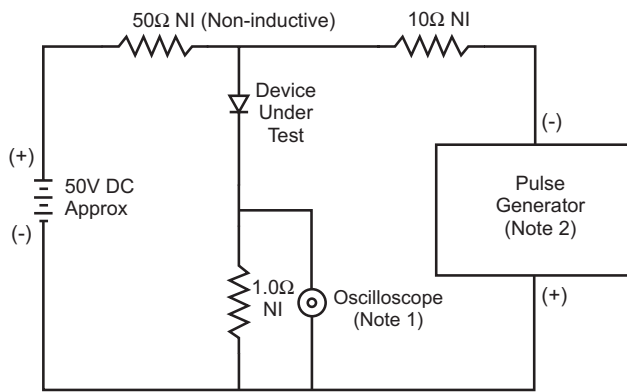 50Ω NI (Non-inductive)
10Ω NI
Device
Under
Test
(+)
50V DC
Approx
(-)
(-)
Pulse
Generator
(Note 2)
(+)
1.0Ω
NI
Oscilloscope
(Note 1)